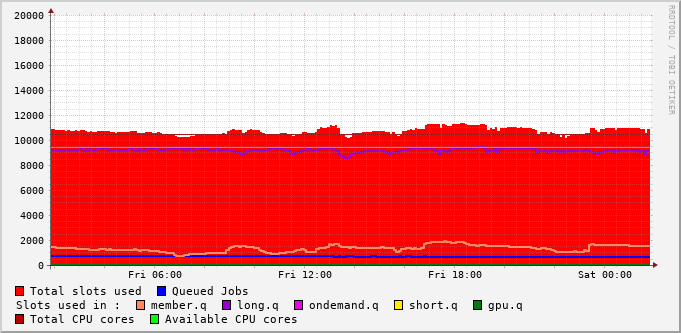 20000
18000
16000
14000
12000
10000
8000
6000
4000
2000
0
Fri 06:00 Fri 12:00 Fri 18:00 Sat 00:00
RRDTOOL / TOBI OETIKER
Total slots used Queued Jobs
Slots used in : member.q long.q ondemand.q short.q gpu.q
Total CPU cores Available CPU cores